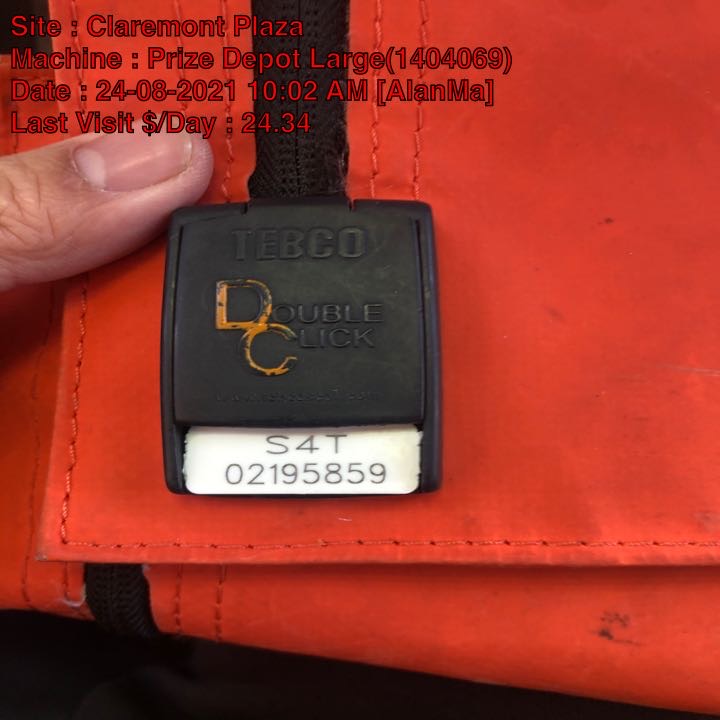 Site : Claremont Plaza
Machine : Prize Depot Large(1404069)
Date : 24-08-2021 10:02 AM [AlanMa]
Last Visit $/Day : 24.34
TEBCO
DOUBLE
CLICK
S4T
02195859